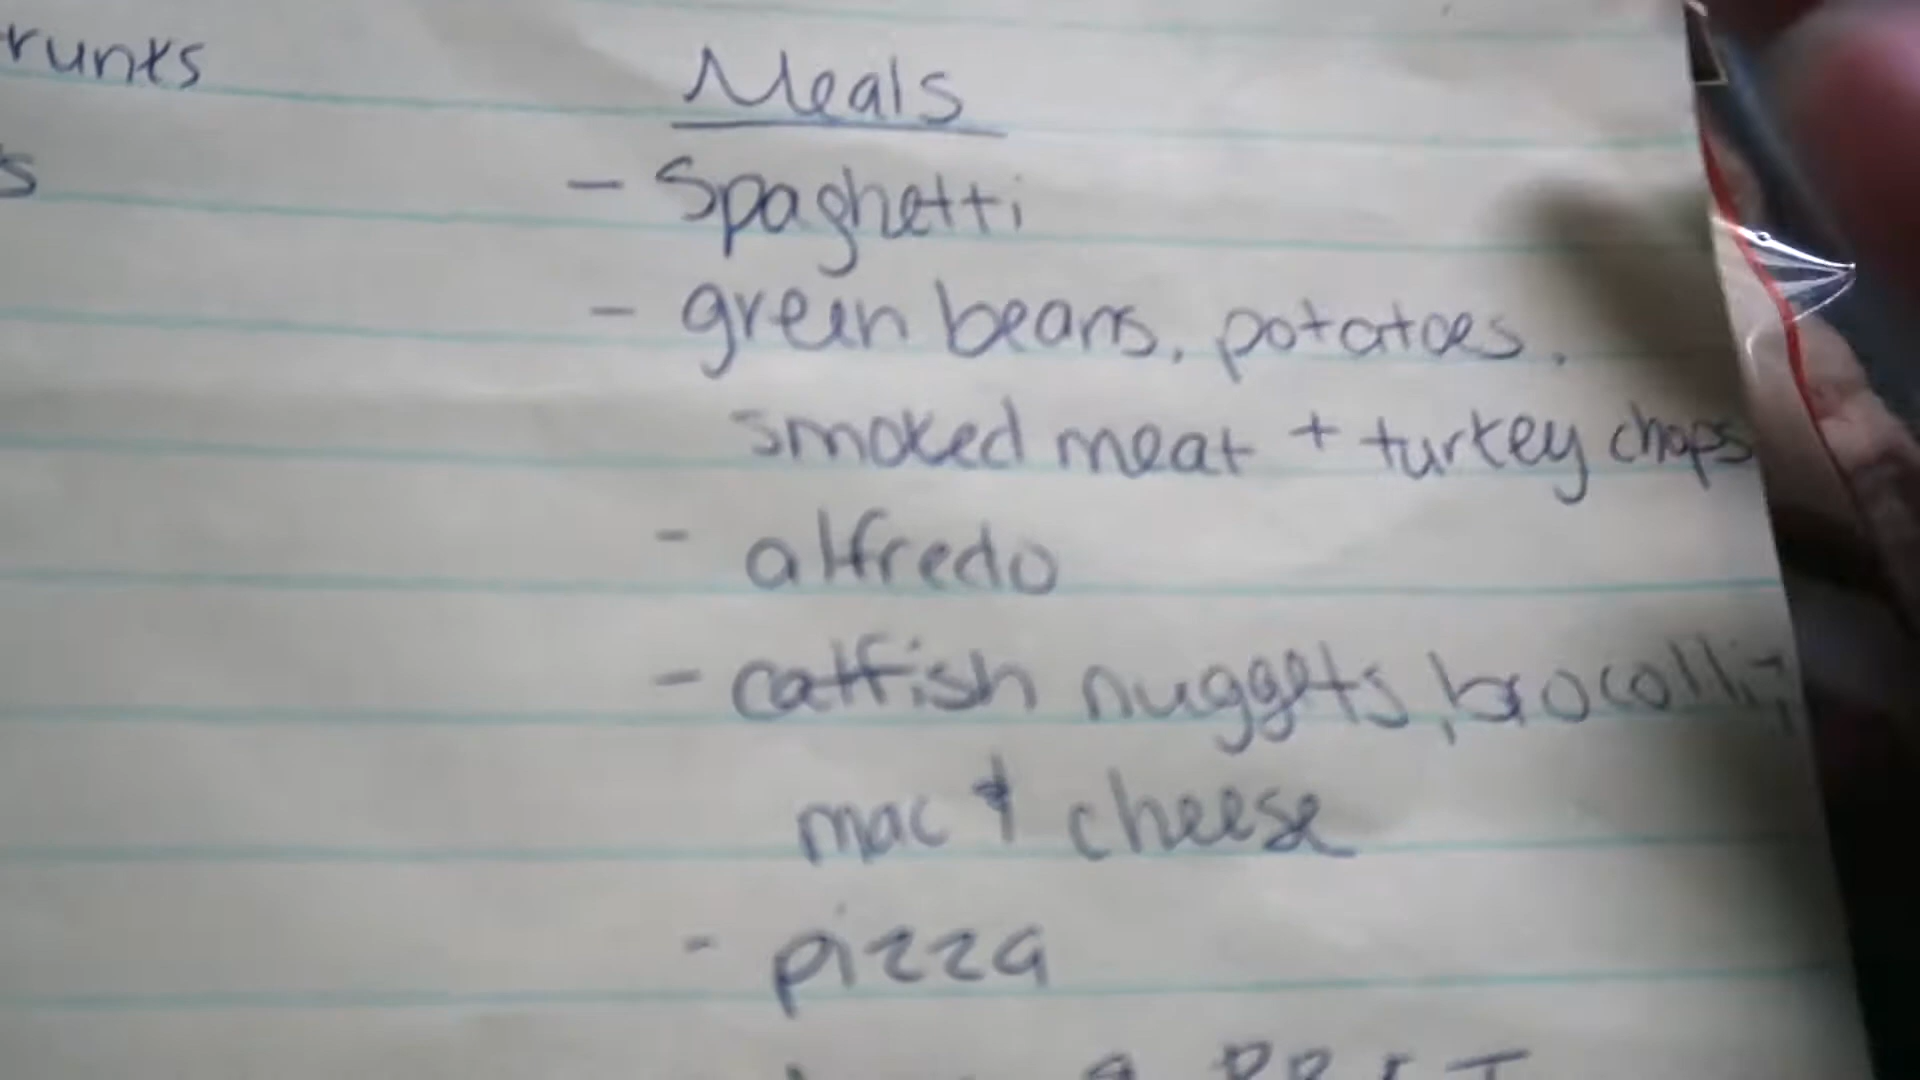 runts
Meals
s
- Spaghetti
- green beans, potatoes,
smoked meat + turkey chops
- alfredo
- catfish nuggets, brocolli,
mac & cheese
- pizza